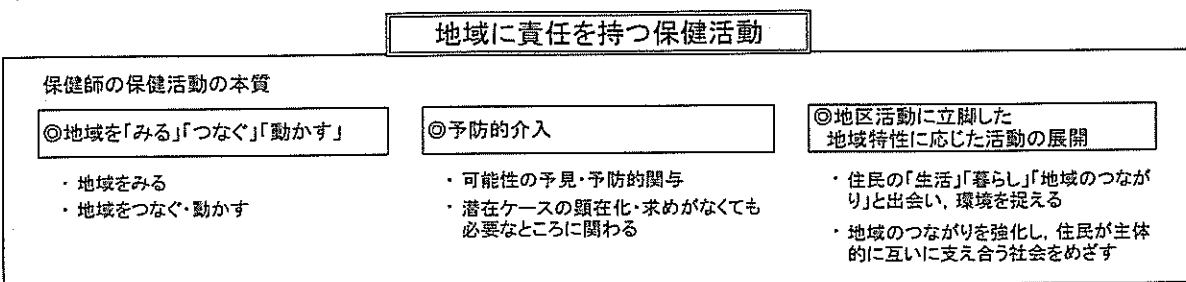 地域に責任を持つ保健活動
保健師の保健活動の本質
◎地域を「みる」「つなぐ」「動かす」
・ 地域をみる
・ 地域をつなぐ・動かす
◎予防的介入
・ 可能性の予見・予防的関与
・ 潜在ケースの顕在化・求めがなくても
必要なところに関わる
◎地区活動に立脚した
地域特性に応じた活動の展開
・ 住民の「生活」「暮らし」「地域のつなが
り」と出会い，環境を捉える
・ 地域のつながりを強化し，住民が主体
的に互いに支え合う社会をめざす